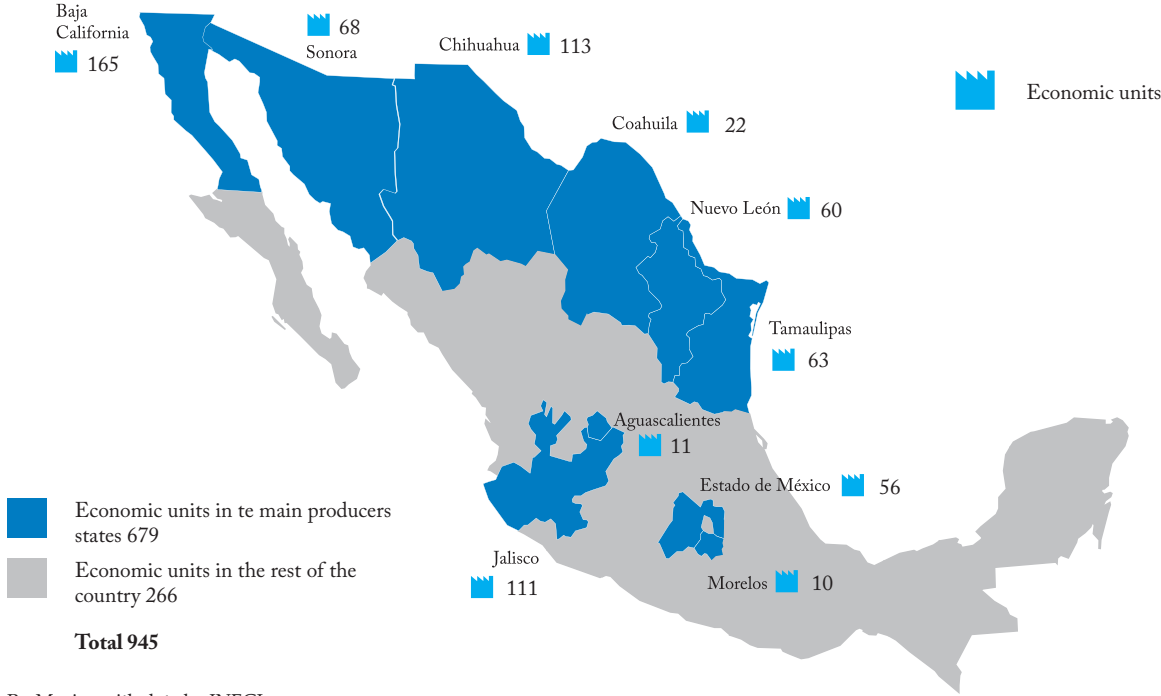 Baja
California
165
68
Sonora
Chihuahua 113
Economic units
Coahuila 22
Nuevo León 60
Tamaulipas
63
Aguascalientes
11
Estado de México 56
Economic units in te main producers
states 679
Jalisco
111
Morelos 10
Economic units in the rest of the
country 266
Total 945